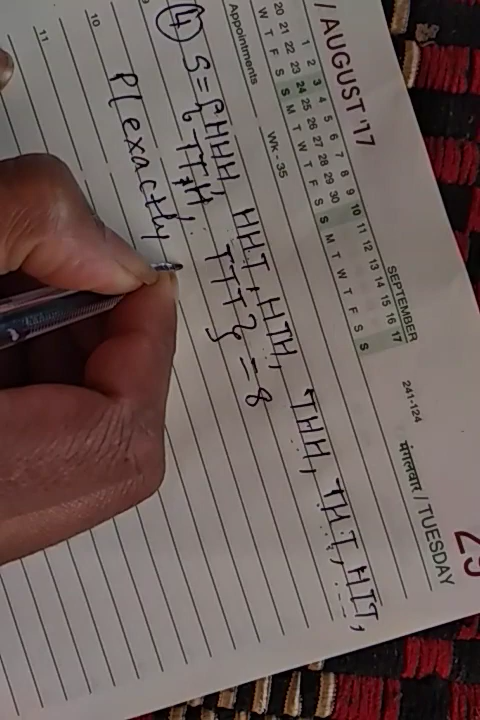 / AUGUST '17
SEPTEMBER
1 2 3 4 5 6 7 8 9 10 11 12 13 14 15 16 17
20 21 22 23 24 25 26 27 28 29 30
W T F S S M T W T F S S M T W T F S S
241-124
मंगलवार / TUESDAY
29
Appointments
Wk - 35
4 S = { HHH, HHT, HTH, THH, THT, HTT,
TTH, TTT } = 8
10
P(exactly
11